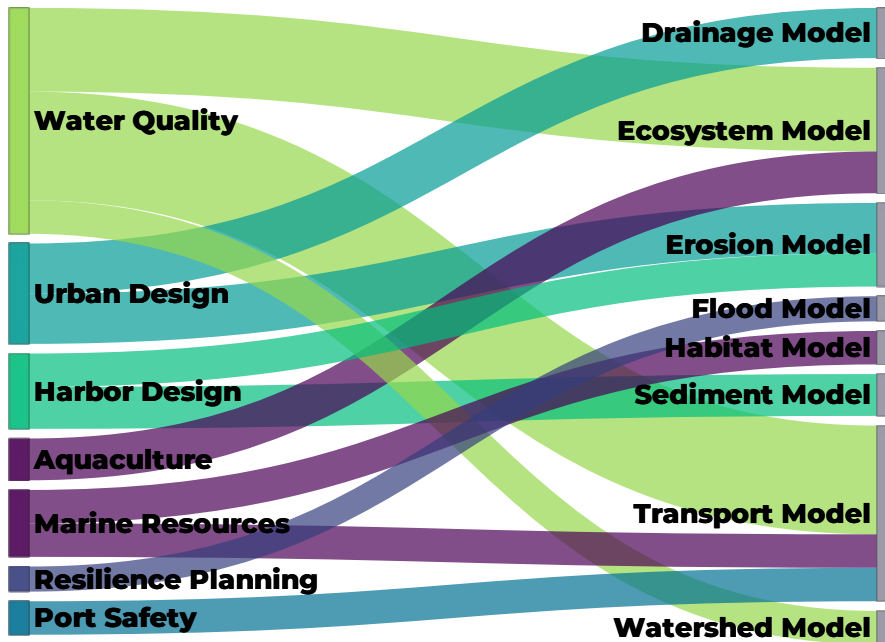 Water Quality
Urban Design
Harbor Design
Aquaculture
Marine Resources
Resilience Planning
Port Safety
Drainage Model
Ecosystem Model
Erosion Model
Flood Model
Habitat Model
Sediment Model
Transport Model
Watershed Model